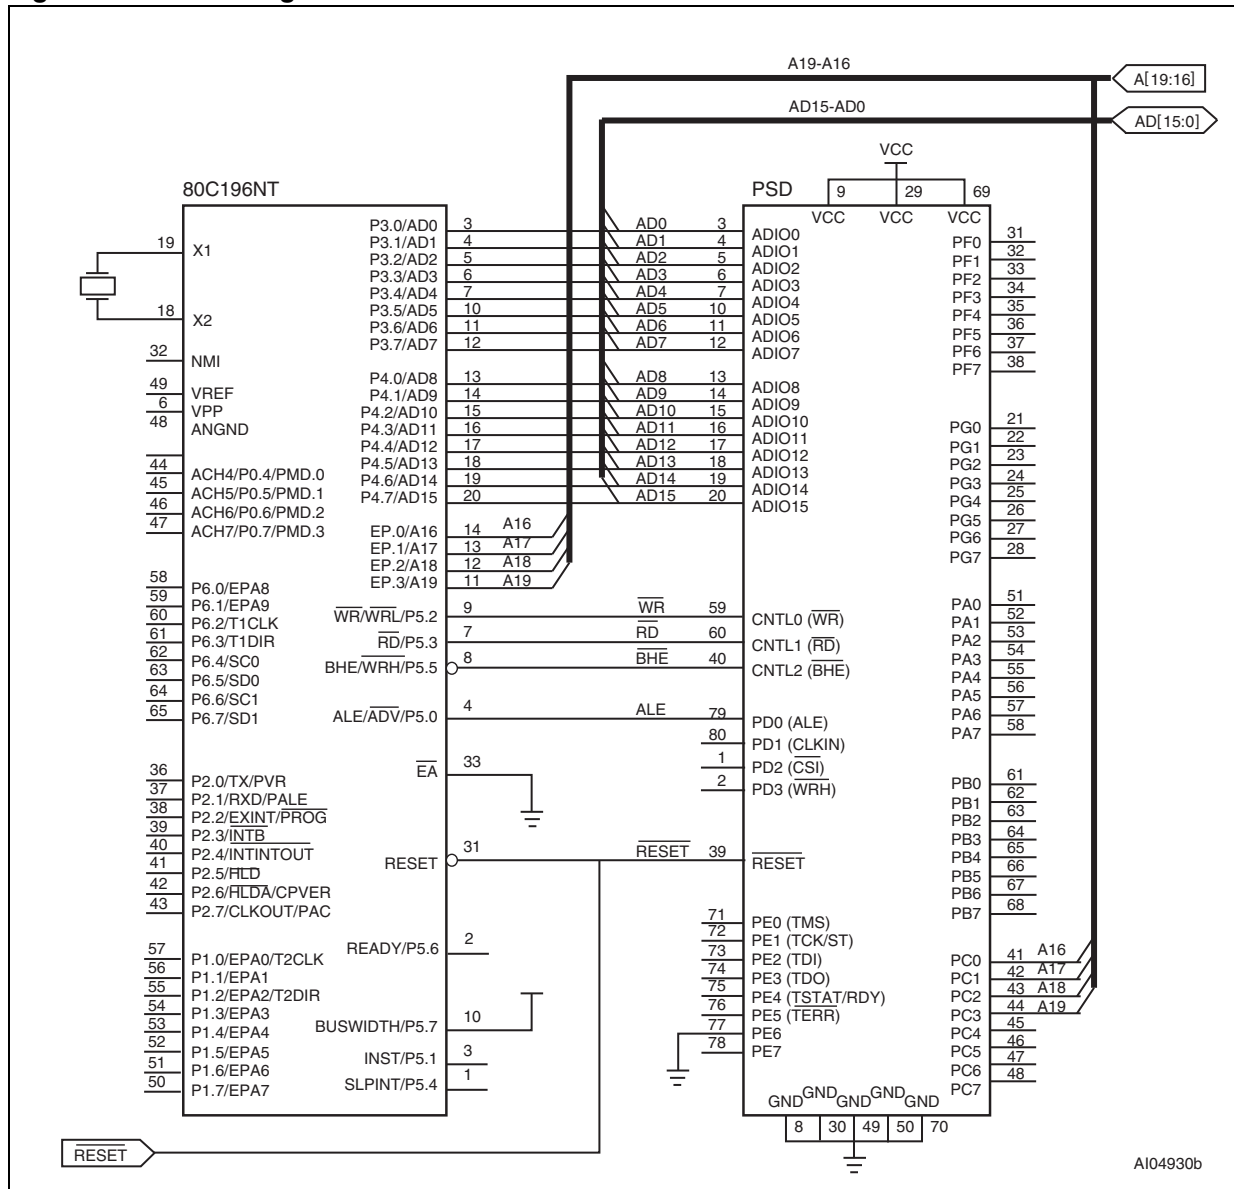 A19-A16
A[19:16]
AD15-AD0
AD[15:0]
VCC
80C196NT
PSD
9 29 69
VCC VCC VCC
19 X1
18 X2
32 NMI
49 VREF
6 VPP
48 ANGND
44 ACH4/P0.4/PMD.0
45 ACH5/P0.5/PMD.1
46 ACH6/P0.6/PMD.2
47 ACH7/P0.7/PMD.3
58 P6.0/EPA8
59 P6.1/EPA9
60 P6.2/T1CLK
61 P6.3/T1DIR
62 P6.4/SC0
63 P6.5/SD0
64 P6.6/SC1
65 P6.7/SD1
36 P2.0/TX/PVR
37 P2.1/RXD/PALE
38 P2.2/EXINT/PROG
39 P2.3/INTB
40 P2.4/INTINTOUT
41 P2.5/HLD
42 P2.6/HLDA/CPVER
43 P2.7/CLKOUT/PAC
57 P1.0/EPA0/T2CLK
56 P1.1/EPA1
55 P1.2/EPA2/T2DIR
54 P1.3/EPA3
53 P1.4/EPA4
52 P1.5/EPA5
51 P1.6/EPA6
50 P1.7/EPA7
P3.0/AD0 3 AD0 3 ADIO0
P3.1/AD1 4 AD1 4 ADIO1
P3.2/AD2 5 AD2 5 ADIO2
P3.3/AD3 6 AD3 6 ADIO3
P3.4/AD4 7 AD4 7 ADIO4
P3.5/AD5 10 AD5 10 ADIO5
P3.6/AD6 11 AD6 11 ADIO6
P3.7/AD7 12 AD7 12 ADIO7
P4.0/AD8 13 AD8 13 ADIO8
P4.1/AD9 14 AD9 14 ADIO9
P4.2/AD10 15 AD10 15 ADIO10
P4.3/AD11 16 AD11 16 ADIO11
P4.4/AD12 17 AD12 17 ADIO12
P4.5/AD13 18 AD13 18 ADIO13
P4.6/AD14 19 AD14 19 ADIO14
P4.7/AD15 20 AD15 20 ADIO15
EP.0/A16 14 A16
EP.1/A17 13 A17
EP.2/A18 12 A18
EP.3/A19 11 A19
WR/WRL/P5.2 9 WR 59 CNTL0 (WR)
RD/P5.3 7 RD 60 CNTL1 (RD)
BHE/WRH/P5.5 8 BHE 40 CNTL2 (BHE)
ALE/ADV/P5.0 4 ALE 79 PD0 (ALE)
80 PD1 (CLKIN)
1 PD2 (CSI)
2 PD3 (WRH)
EA 33
RESET 31 RESET 39 RESET
READY/P5.6 2
BUSWIDTH/P5.7 10
INST/P5.1 3
SLPINT/P5.4 1
71 PE0 (TMS)
72 PE1 (TCK/ST)
73 PE2 (TDI)
74 PE3 (TDO)
75 PE4 (TSTAT/RDY)
76 PE5 (TERR)
77 PE6
78 PE7
PF0 31
PF1 32
PF2 33
PF3 34
PF4 35
PF5 36
PF6 37
PF7 38
PG0 21
PG1 22
PG2 23
PG3 24
PG4 25
PG5 26
PG6 27
PG7 28
PA0 51
PA1 52
PA2 53
PA3 54
PA4 55
PA5 56
PA6 57
PA7 58
PB0 61
PB1 62
PB2 63
PB3 64
PB4 65
PB5 66
PB6 67
PB7 68
PC0 41 A16
PC1 42 A17
PC2 43 A18
PC3 44 A19
PC4 45
PC5 46
PC6 47
PC7 48
GND GND GND GND GND
8 30 49 50 70
RESET
AI04930b